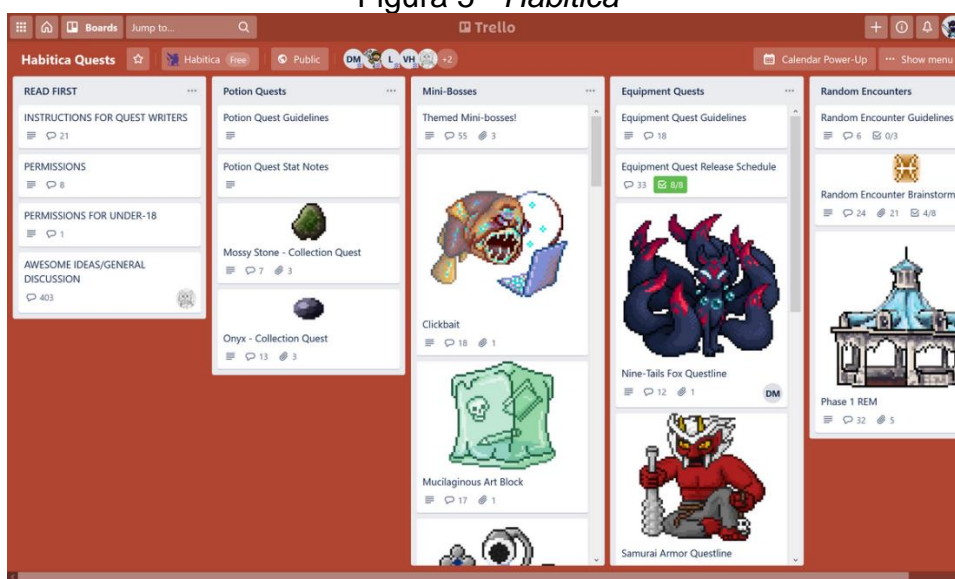 Figura 3 - Habitica
Boards
Jump to...
Trello
Habitica Quests
Habitica Free
Public
DM
L
VH
+2
Calendar Power-Up
... Show menu
READ FIRST
INSTRUCTIONS FOR QUEST WRITERS
21
PERMISSIONS
8
PERMISSIONS FOR UNDER-18
1
AWESOME IDEAS/GENERAL
DISCUSSION
403
Potion Quests
Potion Quest Guidelines
Potion Quest Stat Notes
Mossy Stone - Collection Quest
7 3
Onyx - Collection Quest
13 3
Mini-Bosses
Themed Mini-bosses!
55 3
Clickbait
18 1
Mucilaginous Art Block
17 1
Equipment Quests
Equipment Quest Guidelines
18
Equipment Quest Release Schedule
33 8/8
Nine-Tails Fox Questline
12 1
DM
Samurai Armor Questline
Random Encounters
Random Encounter Guidelines
6 0/3
Random Encounter Brainstorm
24 21 4/8
Phase 1 REM
32 5